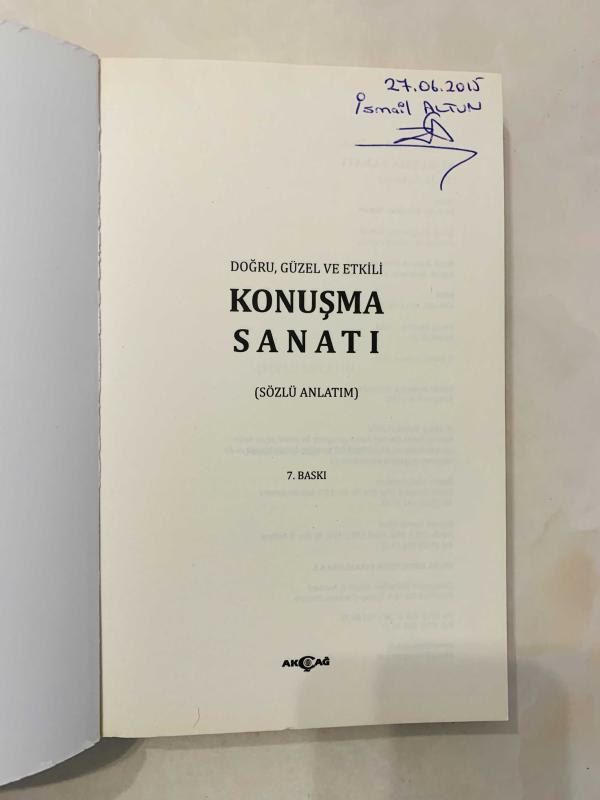 27.06.2015
İsmail ALTUN
DOĞRU, GÜZEL VE ETKİLİ
KONUŞMA
SANATI
(SÖZLÜ ANLATIM)
7. BASKI
AKÇAĞ